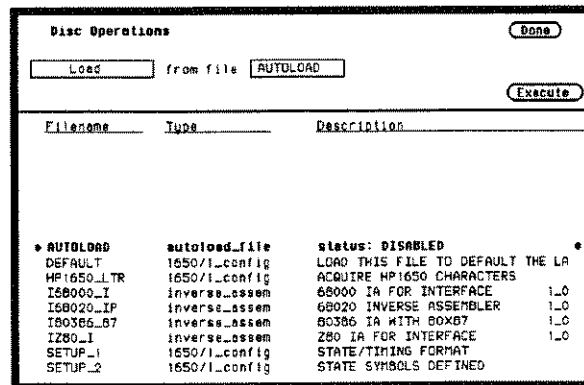 Disc Operations Done
Load from file AUTOLOAD
Execute
Filename Type Description
AUTOLOAD autoload_file status: DISABLED
DEFAULT 1650/1_config LOAD THIS FILE TO DEFAULT THE LA
HP1650_LTR 1650/1_config ACQUIRE HP1650 CHARACTERS
I68000_I inverse_assem 68000 IA FOR INTERFACE 1_0
I68020_IP inverse_assem 68020 INVERSE ASSEMBLER 1_0
I80386_87 inverse_assem 80386 IA WITH 80X87 1_0
IZ80_I inverse_assem Z80 IA FOR INTERFACE 1_0
SETUP_1 1650/1_config STATE/TIMING FORMAT
SETUP_2 1650/1_config STATE SYMBOLS DEFINED